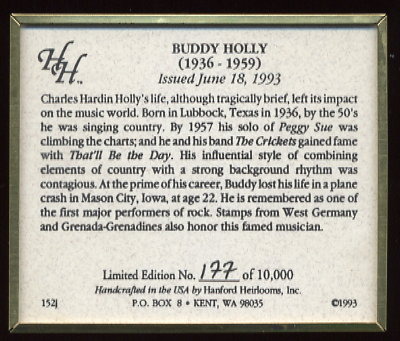 HH™
BUDDY HOLLY
(1936 - 1959)
Issued June 18, 1993
Charles Hardin Holly's life, although tragically brief, left its impact
on the music world. Born in Lubbock, Texas in 1936, by the 50's
he was singing country. By 1957 his solo of Peggy Sue was
climbing the charts; and he and his band The Crickets gained fame
with That'll Be the Day. His influential style of combining
elements of country with a strong background rhythm was
contagious. At the prime of his career, Buddy lost his life in a plane
crash in Mason City, Iowa, at age 22. He is remembered as one of
the first major performers of rock. Stamps from West Germany
and Grenada-Grenadines also honor this famed musician.
Limited Edition No. 177 of 10,000
Handcrafted in the USA by Hanford Heirlooms, Inc.
152J P.O. BOX 8 • KENT, WA 98035 ©1993